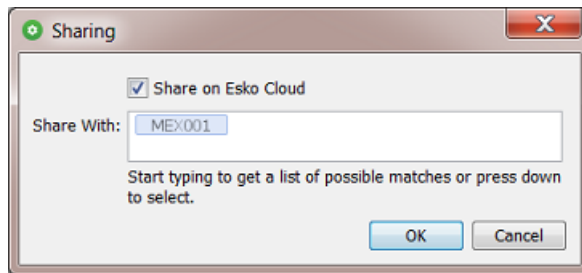 Sharing
Share on Esko Cloud
Share With: MEX001
Start typing to get a list of possible matches or press down
to select.
OK Cancel